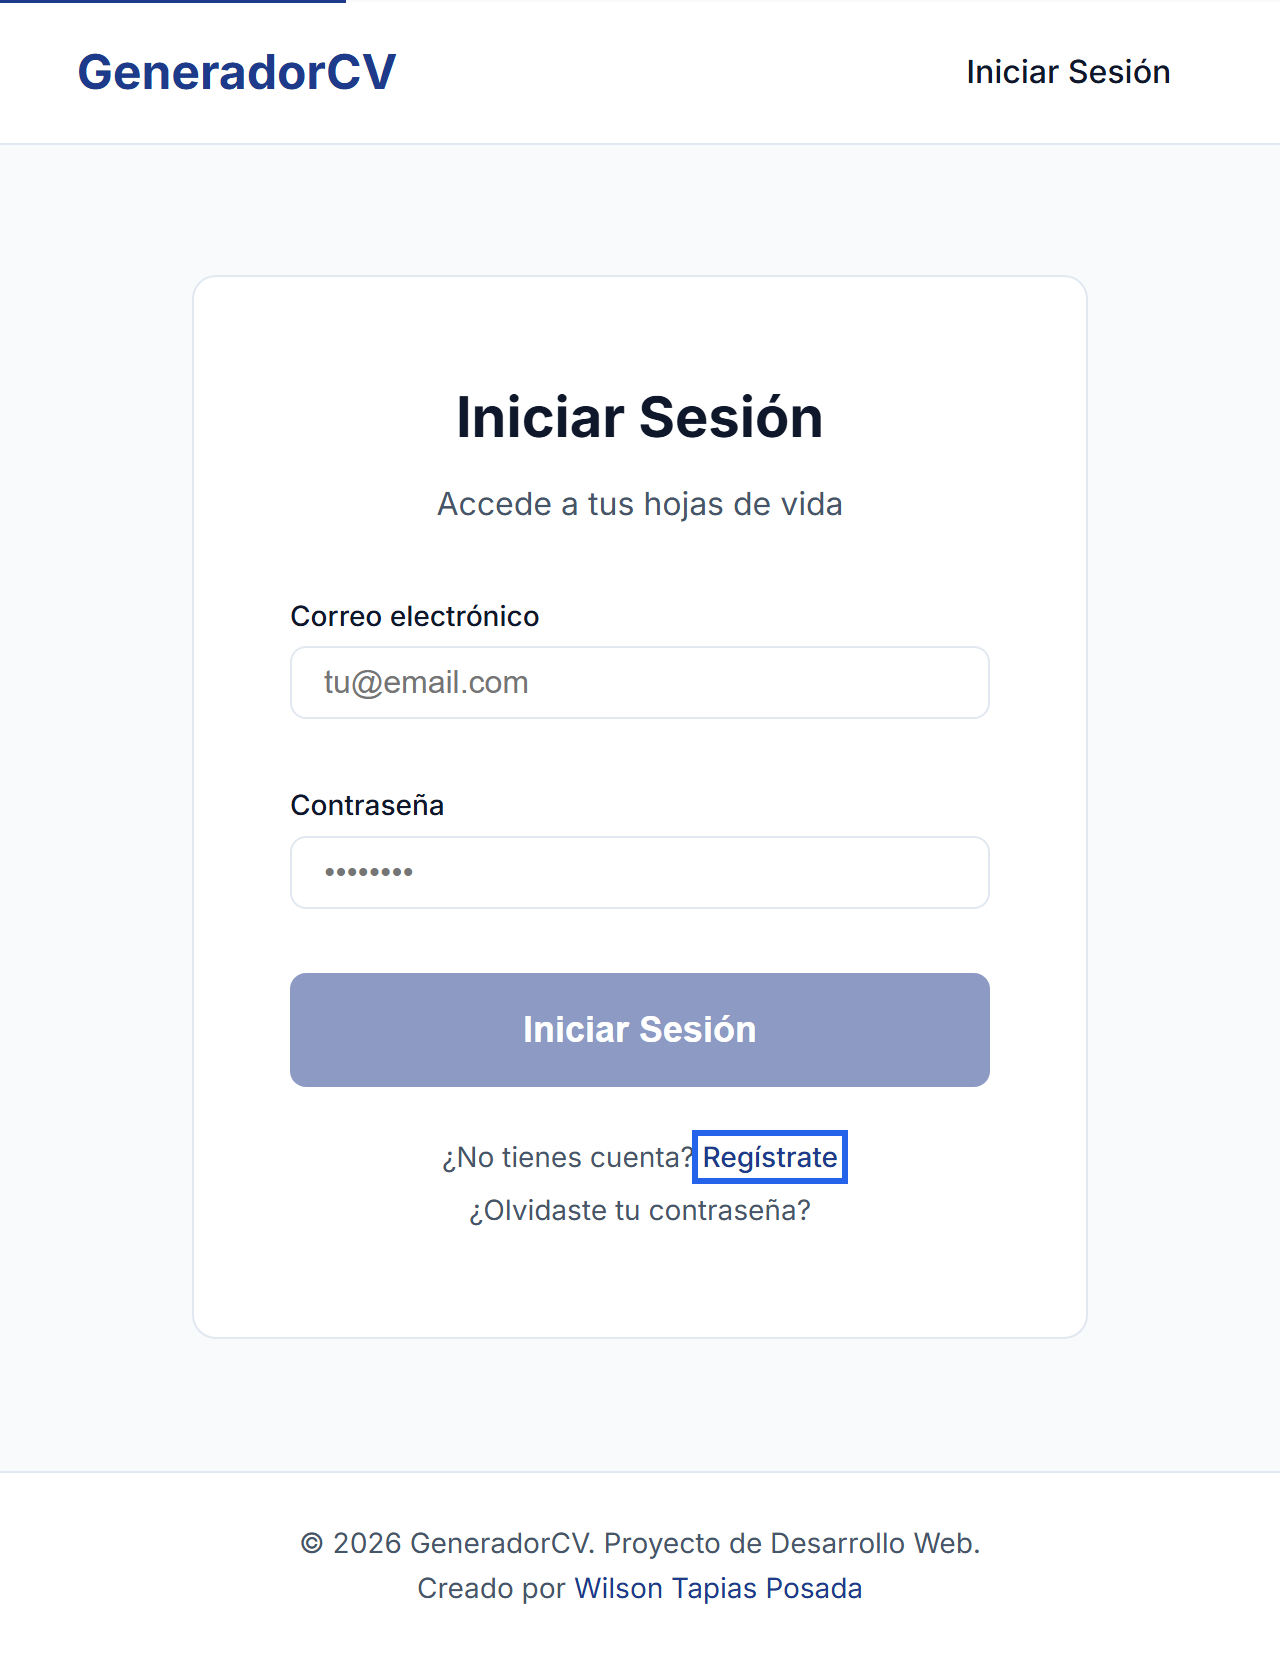 GeneradorCV
Iniciar Sesión
Iniciar Sesión
Accede a tus hojas de vida
Correo electrónico
tu@email.com
Contraseña
••••••••
Iniciar Sesión
¿No tienes cuenta? Regístrate
¿Olvidaste tu contraseña?
© 2026 GeneradorCV. Proyecto de Desarrollo Web.
Creado por Wilson Tapias Posada